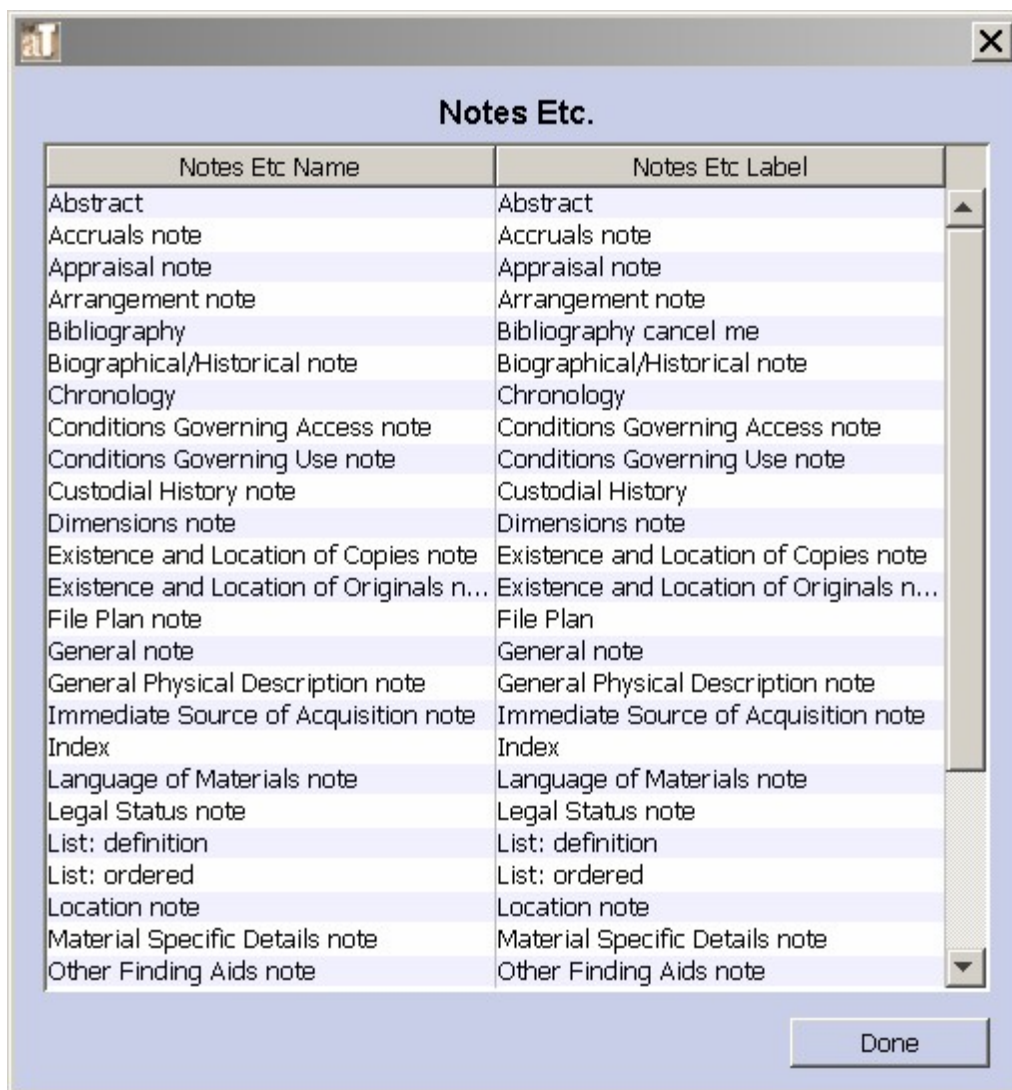 aT
Notes Etc.
Notes Etc Name Notes Etc Label
Abstract Abstract
Accruals note Accruals note
Appraisal note Appraisal note
Arrangement note Arrangement note
Bibliography Bibliography cancel me
Biographical/Historical note Biographical/Historical note
Chronology Chronology
Conditions Governing Access note Conditions Governing Access note
Conditions Governing Use note Conditions Governing Use note
Custodial History note Custodial History
Dimensions note Dimensions note
Existence and Location of Copies note Existence and Location of Copies note
Existence and Location of Originals n... Existence and Location of Originals n...
File Plan note File Plan
General note General note
General Physical Description note General Physical Description note
Immediate Source of Acquisition note Immediate Source of Acquisition note
Index Index
Language of Materials note Language of Materials note
Legal Status note Legal Status note
List: definition List: definition
List: ordered List: ordered
Location note Location note
Material Specific Details note Material Specific Details note
Other Finding Aids note Other Finding Aids note
Done